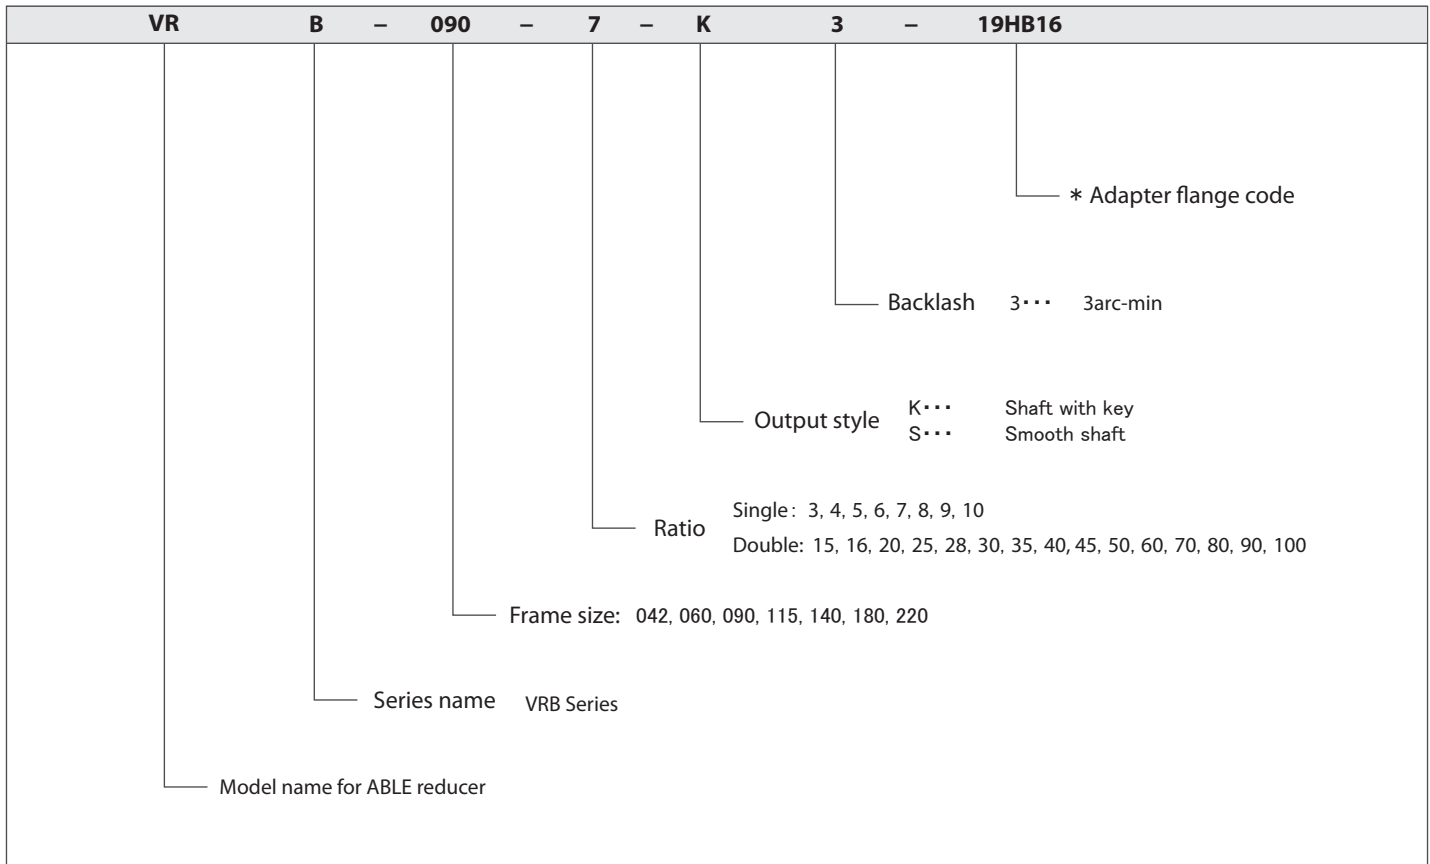 VR B – 090 – 7 – K 3 – 19HB16
* Adapter flange code
Backlash 3··· 3arc-min
Output style K··· Shaft with key
S··· Smooth shaft
Ratio Single: 3, 4, 5, 6, 7, 8, 9, 10
Double: 15, 16, 20, 25, 28, 30, 35, 40, 45, 50, 60, 70, 80, 90, 100
Frame size: 042, 060, 090, 115, 140, 180, 220
Series name VRB Series
Model name for ABLE reducer